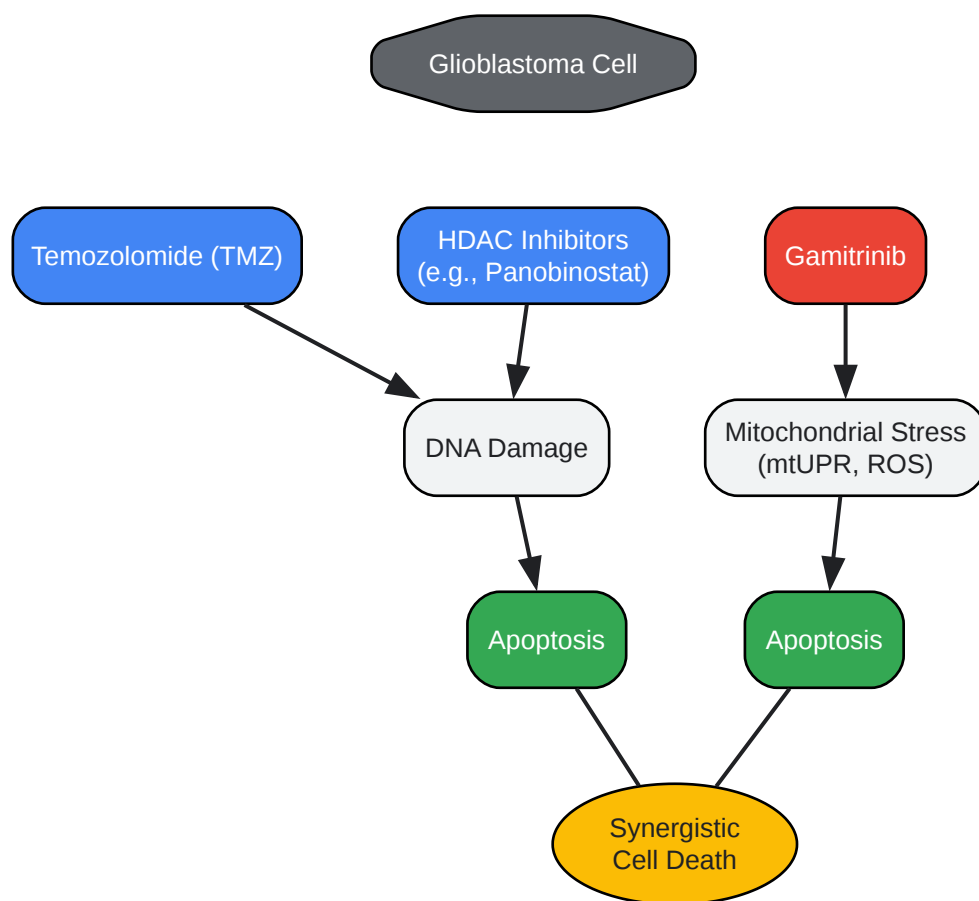 Glioblastoma Cell
Temozolomide (TMZ)
HDAC Inhibitors
(e.g., Panobinostat)
Gamitrinib
DNA Damage
Mitochondrial Stress
(mtUPR, ROS)
Apoptosis
Apoptosis
Synergistic
Cell Death